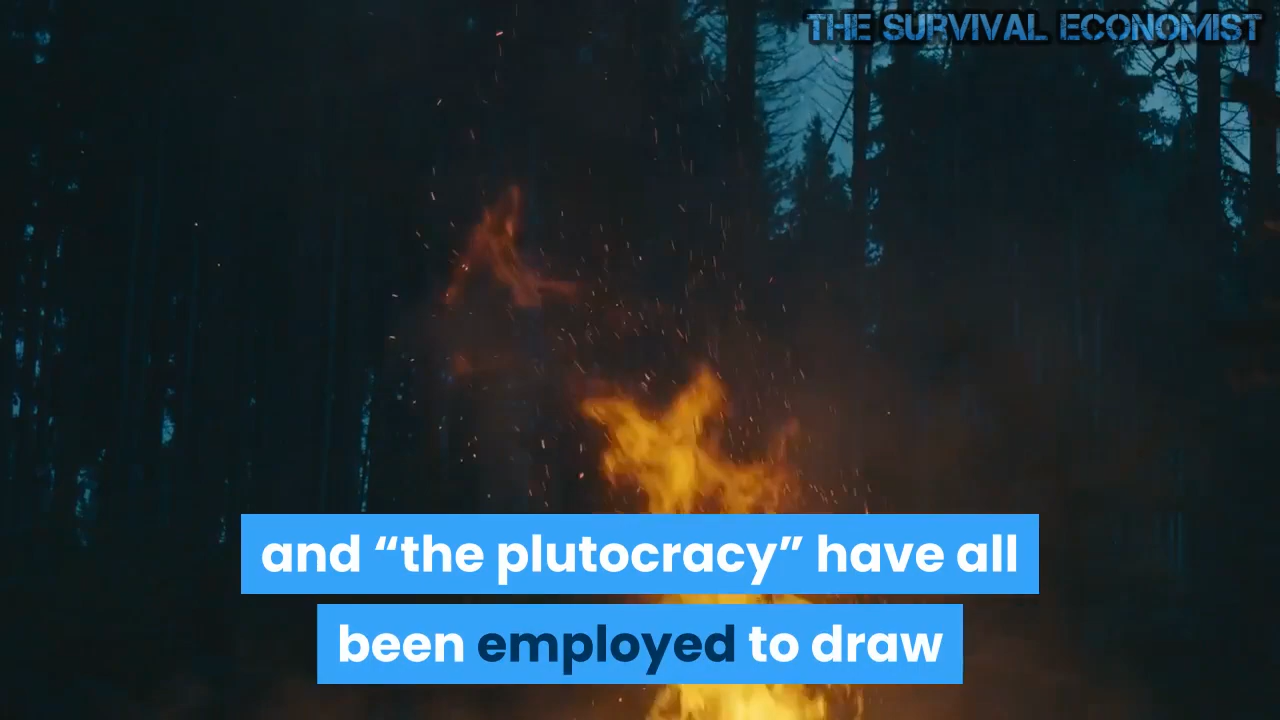 THE SURVIVAL ECONOMIST
and “the plutocracy” have all
been employed to draw